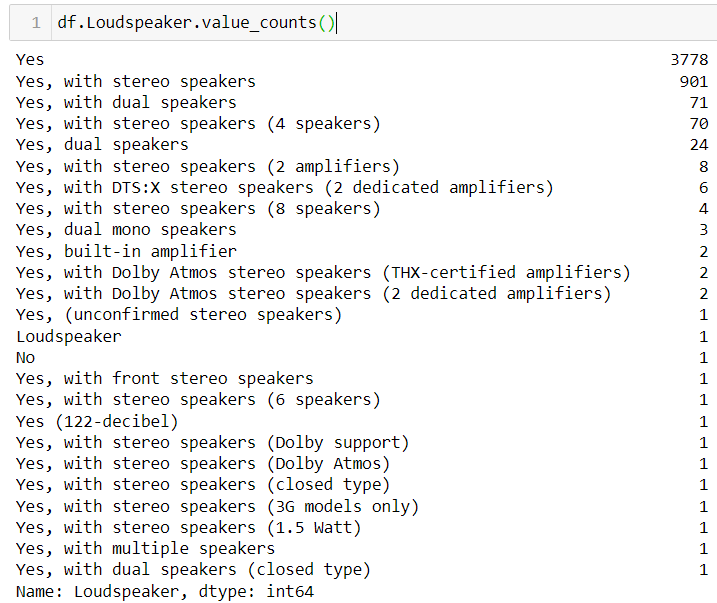 1 df.Loudspeaker.value_counts()
Yes 3778
Yes, with stereo speakers 901
Yes, with dual speakers 71
Yes, with stereo speakers (4 speakers) 70
Yes, dual speakers 24
Yes, with stereo speakers (2 amplifiers) 8
Yes, with DTS:X stereo speakers (2 dedicated amplifiers) 6
Yes, with stereo speakers (8 speakers) 4
Yes, dual mono speakers 3
Yes, built-in amplifier 2
Yes, with Dolby Atmos stereo speakers (THX-certified amplifiers) 2
Yes, with Dolby Atmos stereo speakers (2 dedicated amplifiers) 2
Yes, (unconfirmed stereo speakers) 1
Loudspeaker 1
No 1
Yes, with front stereo speakers 1
Yes, with stereo speakers (6 speakers) 1
Yes (122-decibel) 1
Yes, with stereo speakers (Dolby support) 1
Yes, with stereo speakers (Dolby Atmos) 1
Yes, with stereo speakers (closed type) 1
Yes, with stereo speakers (3G models only) 1
Yes, with stereo speakers (1.5 Watt) 1
Yes, with multiple speakers 1
Yes, with dual speakers (closed type) 1
Name: Loudspeaker, dtype: int64